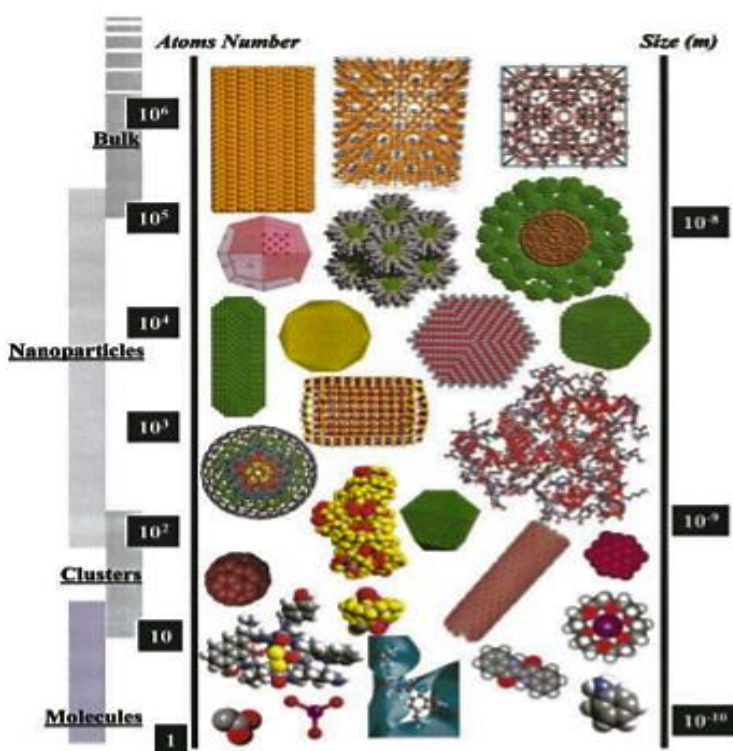 Atoms Number
Size (m)
10⁶
Bulk
10⁵
10⁻⁸
10⁴
Nanoparticles
10³
10²
10⁻⁹
Clusters
10
Molecules
1
10⁻¹⁰